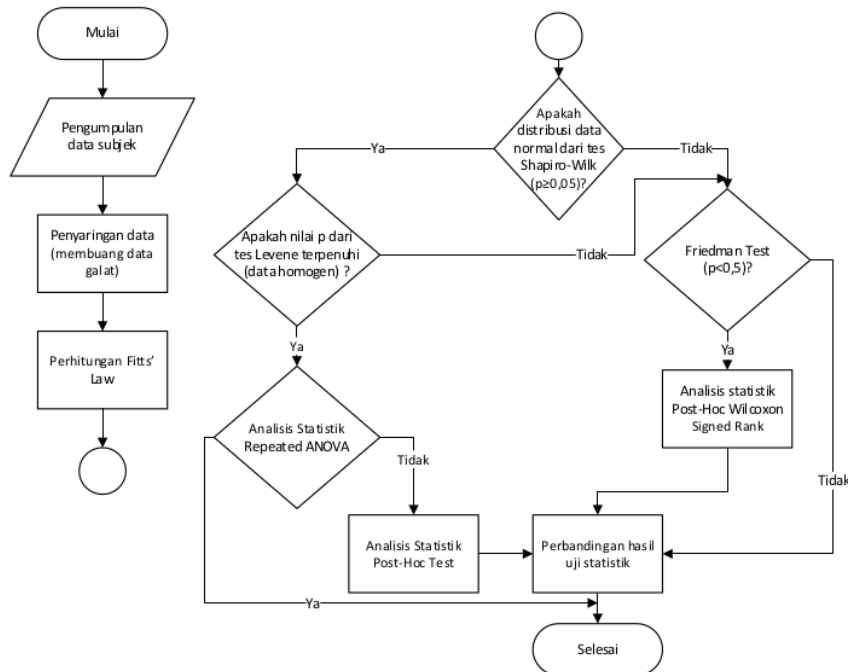 Mulai
Pengumpulan
data subjek
Penyaringan data
(membuang data
galat)
Perhitungan Fitts'
Law
Apakah
distribusi data
normal dari tes
Shapiro-Wilk
(p≥0,05)?
Ya
Tidak
Apakah nilai p dari
tes Levene terpenuhi
(data homogen) ?
Tidak
Ya
Friedman Test
(p<0,5)?
Ya
Tidak
Analisis statistik
Post-Hoc Wilcoxon
Signed Rank
Analisis Statistik
Repeated ANOVA
Tidak
Ya
Analisis Statistik
Post-Hoc Test
Perbandingan hasil
uji statistik
Selesai